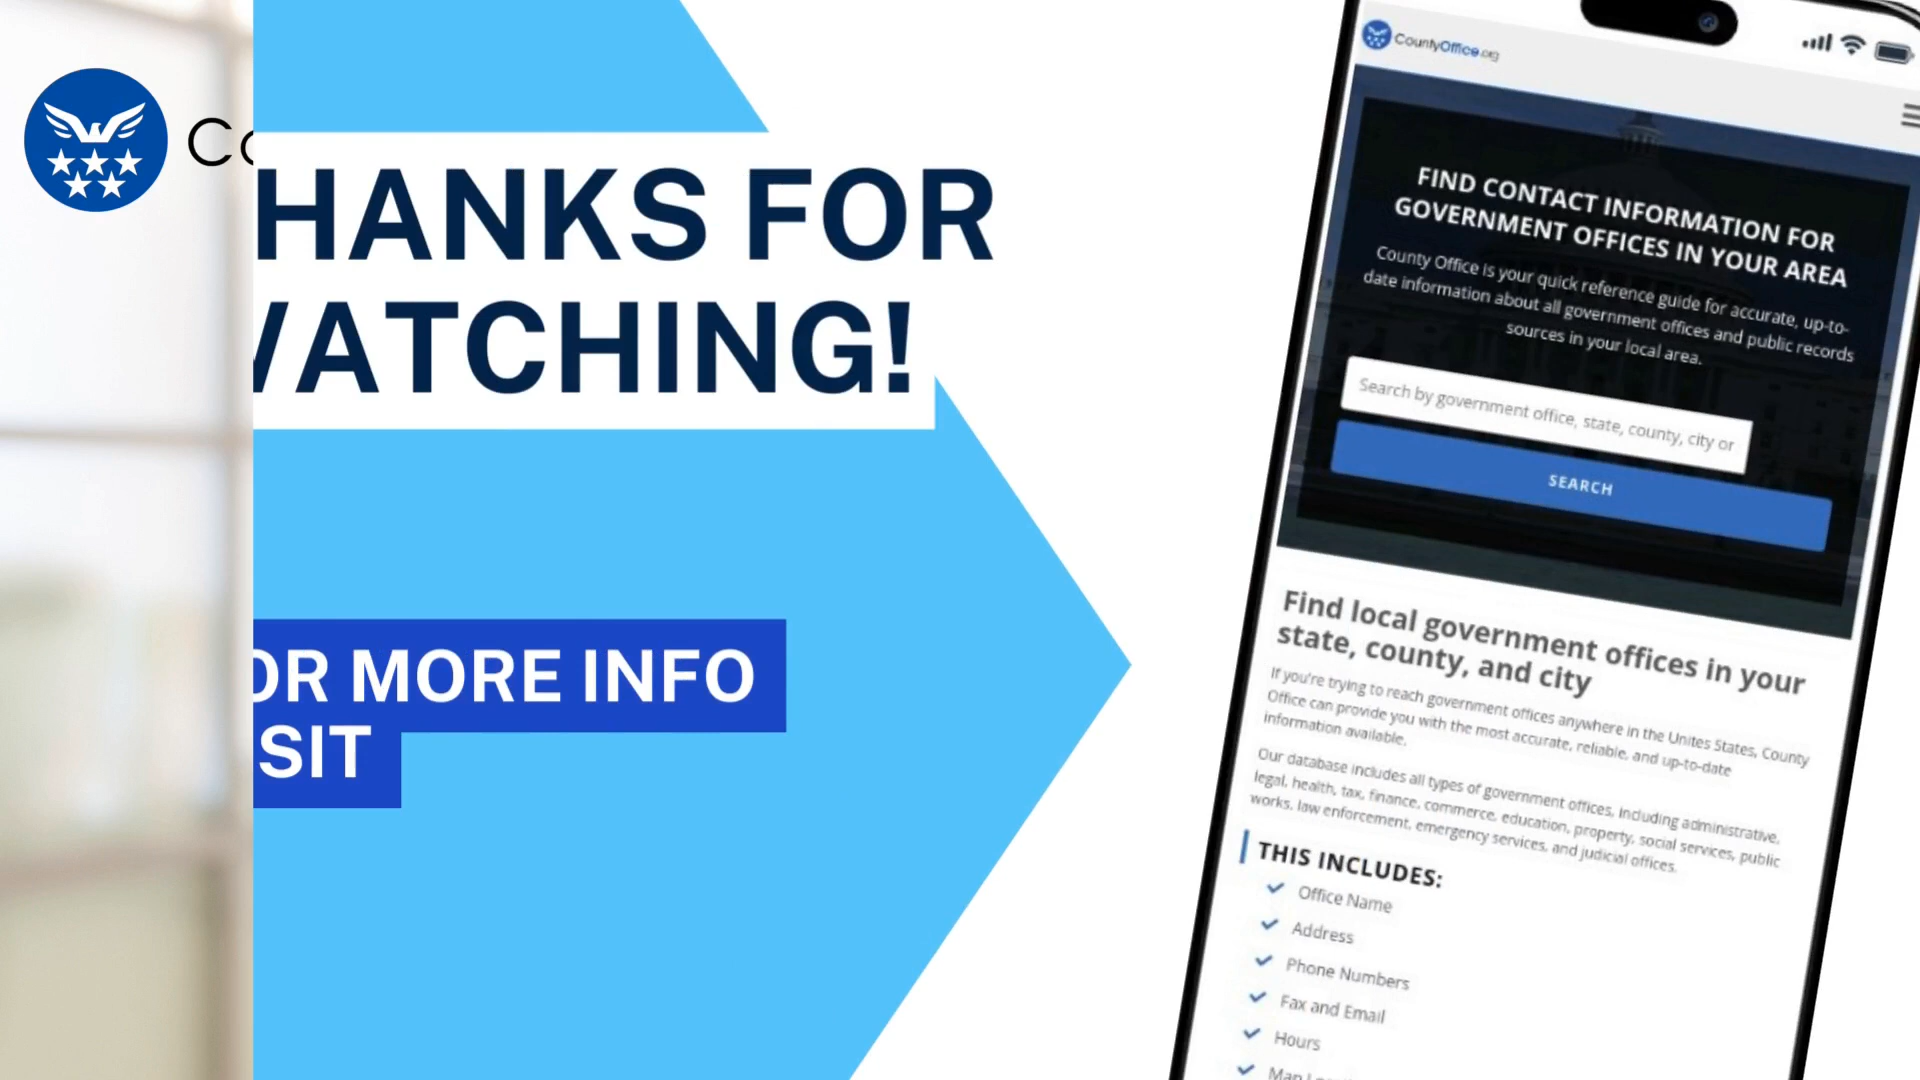 Co
HANKS FOR
WATCHING!
OR MORE INFO
SIT
CountyOffice.org
FIND CONTACT INFORMATION FOR
GOVERNMENT OFFICES IN YOUR AREA
County Office is your quick reference guide for accurate, up-to-
date information about all government offices and public records
sources in your local area.
Search by government office, state, county, city or
SEARCH
Find local government offices in your
state, county, and city
If you're trying to reach government offices anywhere in the Unites States, County
Office can provide you with the most accurate, reliable, and up-to-date
information available.
Our database includes all types of government offices, including administrative,
legal, health, tax, finance, commerce, education, property, social services, public
works, law enforcement, emergency services, and judicial offices.
THIS INCLUDES:
Office Name
Address
Phone Numbers
Fax and Email
Hours
Map